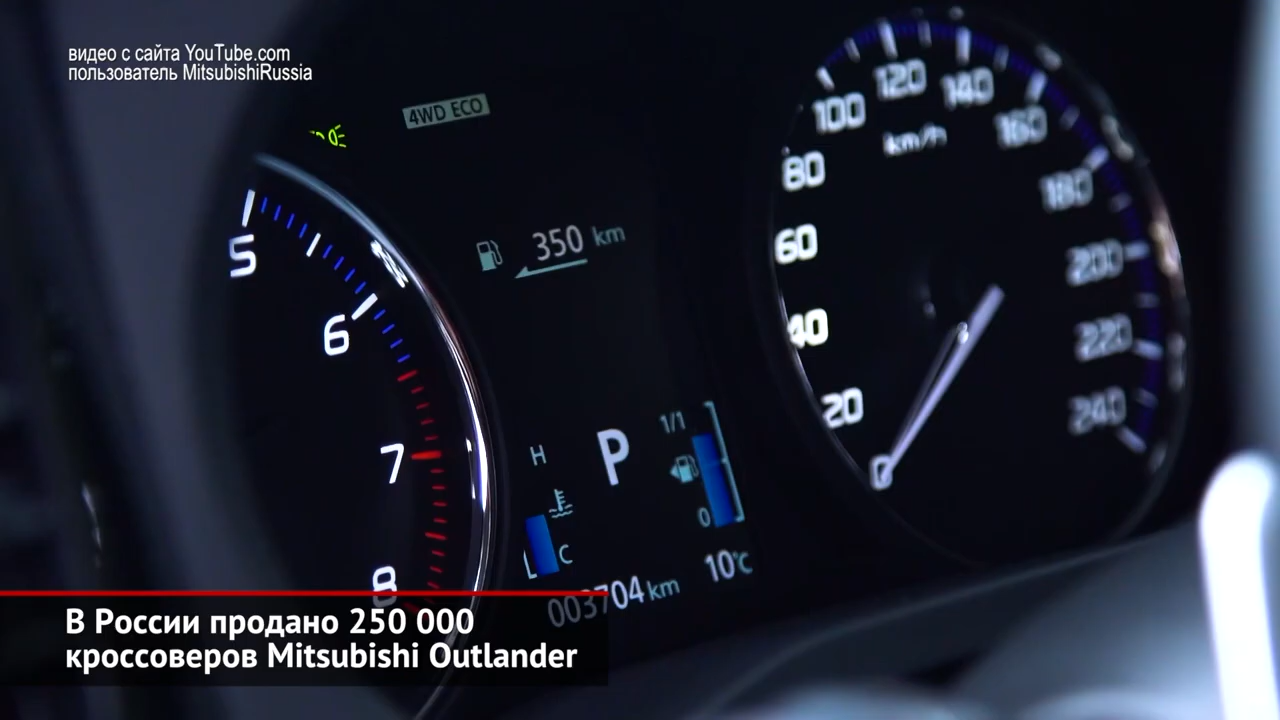 видео с сайта YouTube.com
пользователь MitsubishiRussia
4WD ECO
5
6
7
8
350 km
H
C
P
1/1
0
003704 km
10°C
0
20
40
60
80
100
120
140
160
180
200
220
240
km/h
В России продано 250 000
кроссоверов Mitsubishi Outlander